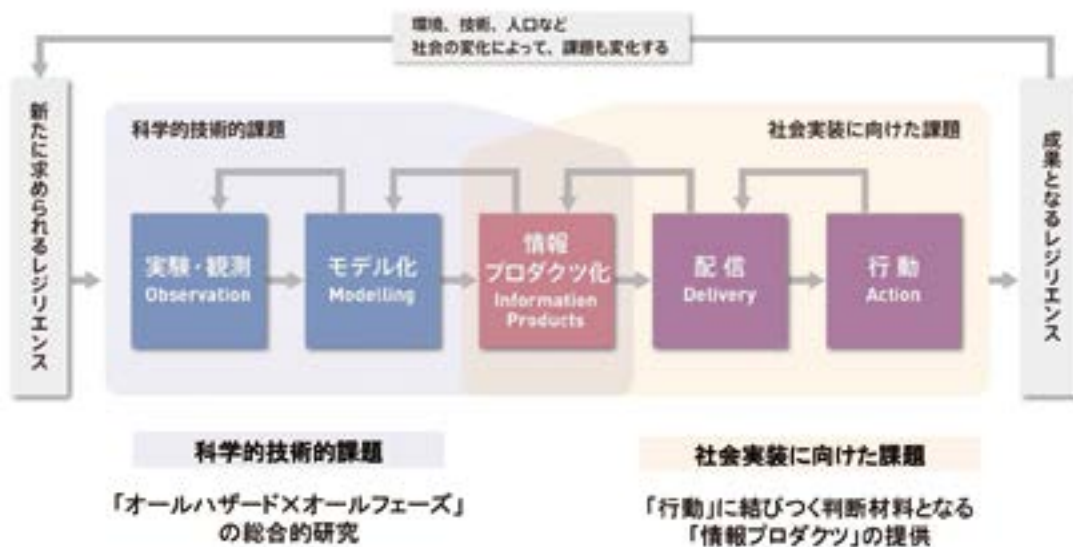 環境、技術、人口など
社会の変化によって、課題も変化する
新たに求められるレジリエンス
科学的技術的課題
社会実装に向けた課題
実験・観測
Observation
モデル化
Modelling
情報
プロダクツ化
Information
Products
配信
Delivery
行動
Action
成果となるレジリエンス
科学的技術的課題
「オールハザード×オールフェーズ」
の総合的研究
社会実装に向けた課題
「行動」に結びつく判断材料となる
「情報プロダクツ」の提供